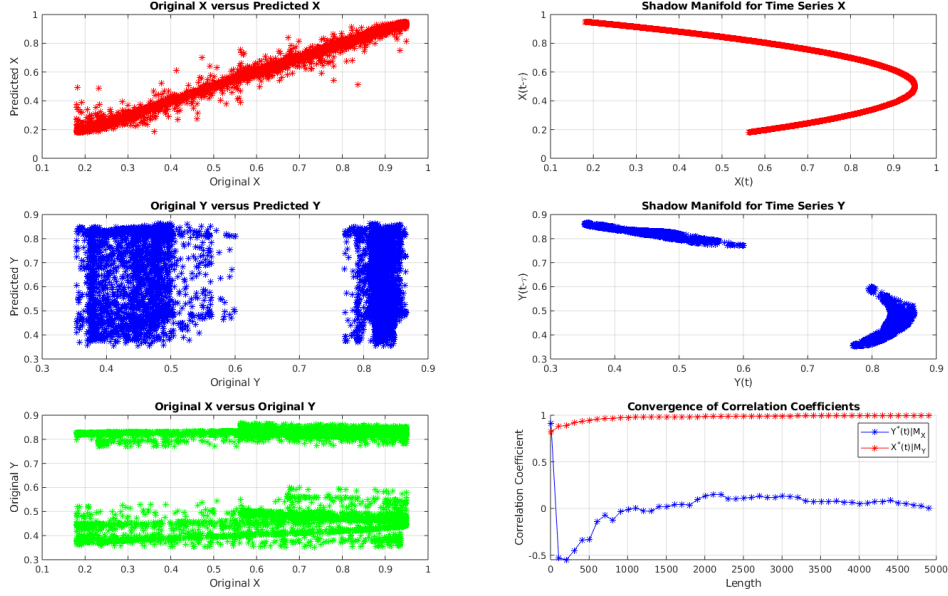 Original X versus Predicted X
Predicted X
1
0.8
0.6
0.4
0.2
0
0.1 0.2 0.3 0.4 0.5 0.6 0.7 0.8 0.9 1
Original X
Shadow Manifold for Time Series X
X(t-τ)
1
0.8
0.6
0.4
0.2
0
0.1 0.2 0.3 0.4 0.5 0.6 0.7 0.8 0.9 1
X(t)
Original Y versus Predicted Y
Predicted Y
0.9
0.8
0.7
0.6
0.5
0.4
0.3
0.3 0.4 0.5 0.6 0.7 0.8 0.9
Original Y
Shadow Manifold for Time Series Y
Y(t-τ)
0.9
0.8
0.7
0.6
0.5
0.4
0.3
0.3 0.4 0.5 0.6 0.7 0.8 0.9
Y(t)
Original X versus Original Y
Original Y
0.9
0.8
0.7
0.6
0.5
0.4
0.3
0.1 0.2 0.3 0.4 0.5 0.6 0.7 0.8 0.9 1
Original X
Convergence of Correlation Coefficients
Correlation Coefficient
1
0.5
0
-0.5
Y*(t)|M_X
X*(t)|M_Y
0 500 1000 1500 2000 2500 3000 3500 4000 4500 5000
Length